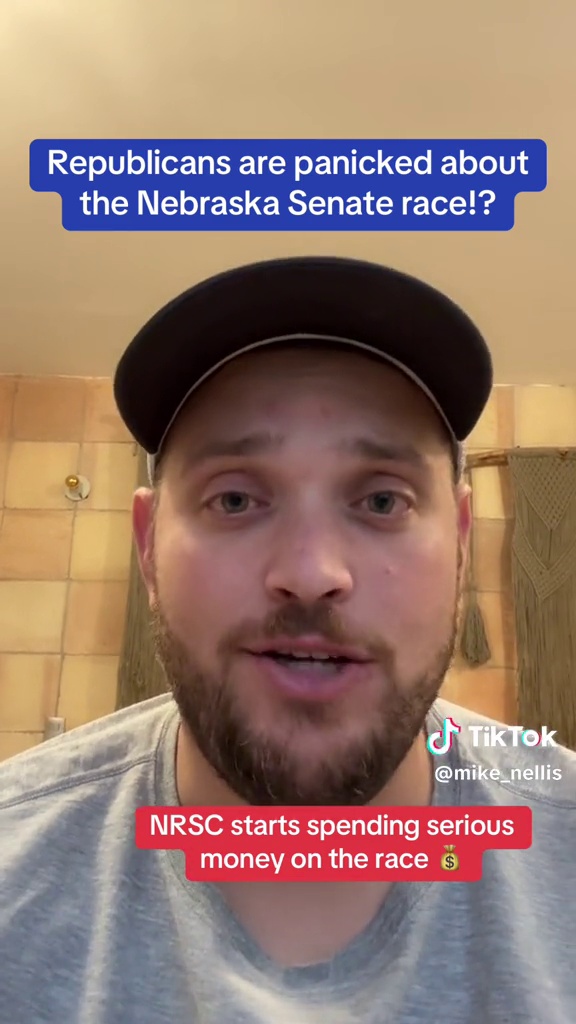 Republicans are panicked about
the Nebraska Senate race!?
TikTok
@mike_nellis
NRSC starts spending serious
money on the race 💰